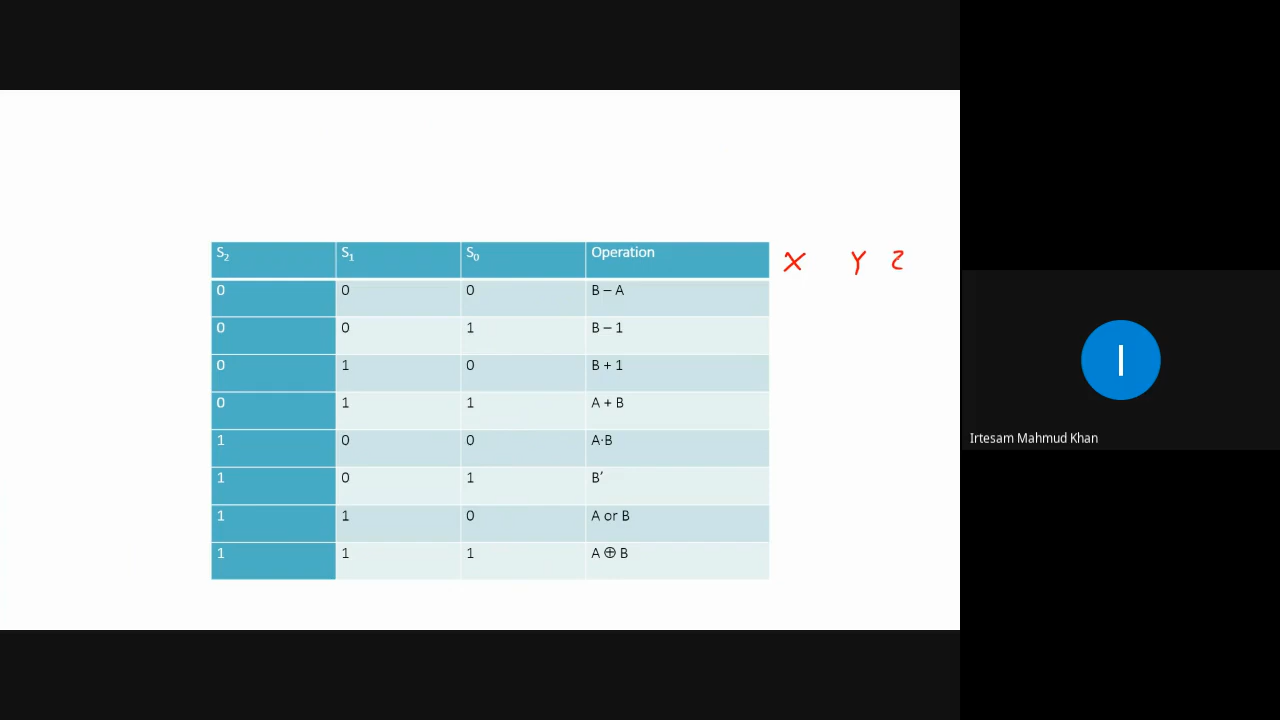 S₂ S₁ S₀ Operation X Y Z
0 0 0 B – A
0 0 1 B – 1
0 1 0 B + 1
0 1 1 A + B
1 0 0 A·B
1 0 1 B′
1 1 0 A or B
1 1 1 A ⊕ B
I
Irtesam Mahmud Khan